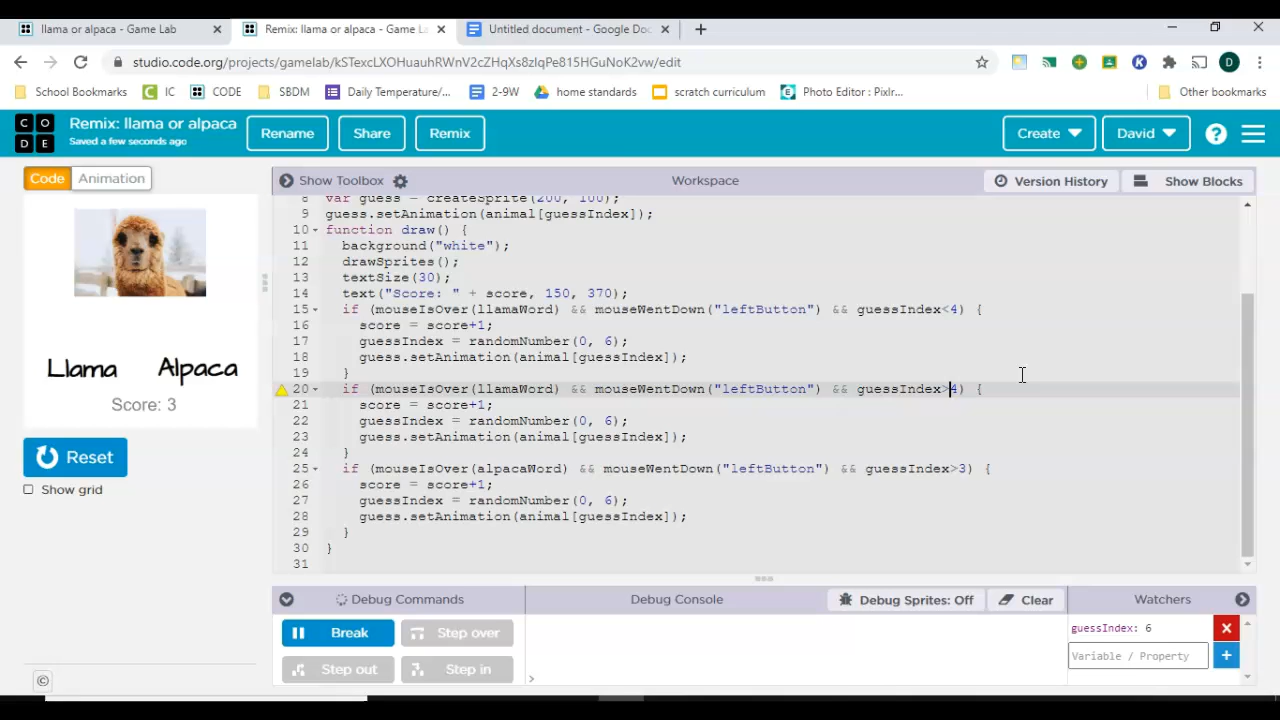 llama or alpaca - Game Lab
Remix: llama or alpaca - Game La
Untitled document - Google Doc
studio.code.org/projects/gamelab/kSTexcLXOHauuhRWnV2cZHqXs8zIqPe815HGuNoK2vw/edit
D
School Bookmarks IC CODE SBDM Daily Temperature/... 2-9W home standards scratch curriculum Photo Editor : Pixlr... Other bookmarks
C O
D E
Remix: llama or alpaca
Saved a few seconds ago
Rename Share Remix Create David ?
Code Animation
Show Toolbox Workspace Version History Show Blocks
8 var guess = createSprite(200, 100);
9 guess.setAnimation(animal[guessIndex]);
10 function draw() {
11 background("white");
12 drawSprites();
13 textSize(30);
14 text("Score: " + score, 150, 370);
15 if (mouseIsOver(llamaWord) && mouseWentDown("leftButton") && guessIndex<4) {
16 score = score+1;
17 guessIndex = randomNumber(0, 6);
18 guess.setAnimation(animal[guessIndex]);
19 }
20 if (mouseIsOver(llamaWord) && mouseWentDown("leftButton") && guessIndex>4) {
21 score = score+1;
22 guessIndex = randomNumber(0, 6);
23 guess.setAnimation(animal[guessIndex]);
24 }
25 if (mouseIsOver(alpacaWord) && mouseWentDown("leftButton") && guessIndex>3) {
26 score = score+1;
27 guessIndex = randomNumber(0, 6);
28 guess.setAnimation(animal[guessIndex]);
29 }
30 }
31
Llama Alpaca
Score: 3
Reset
Show grid
Debug Commands Debug Console Debug Sprites: Off Clear Watchers
Break Step over
Step out Step in
guessIndex: 6
Variable / Property
>
©